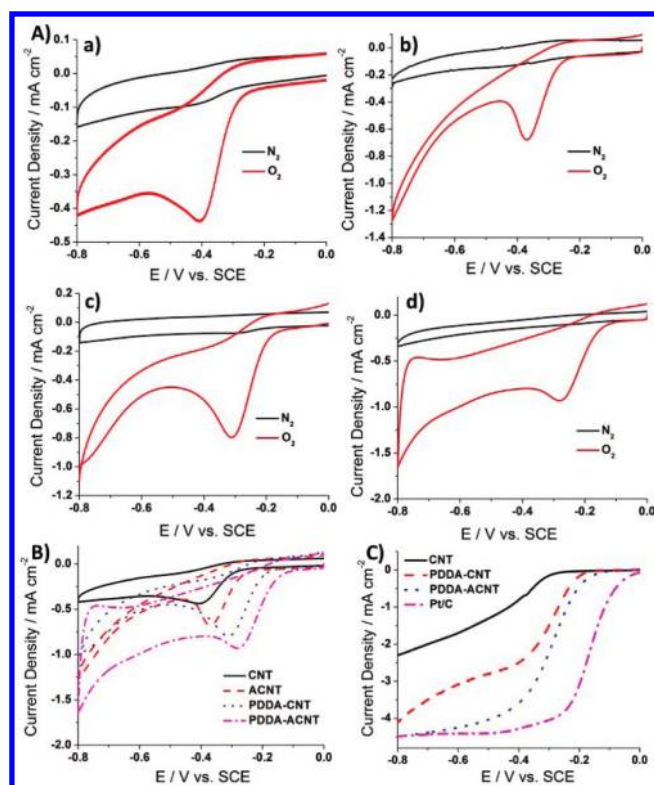 A)
a)
0.1
0.0
-0.1
-0.2
-0.3
-0.4
-0.5
Current Density / mA cm⁻²
N₂
O₂
-0.8 -0.6 -0.4 -0.2 0.0
E / V vs. SCE
b)
0.0
-0.2
-0.4
-0.6
-0.8
-1.0
-1.2
-1.4
Current Density / mA cm⁻²
N₂
O₂
-0.8 -0.6 -0.4 -0.2 0.0
E / V vs. SCE
c)
0.2
0.0
-0.2
-0.4
-0.6
-0.8
-1.0
-1.2
Current Density / mA cm⁻²
N₂
O₂
-0.8 -0.6 -0.4 -0.2 0.0
E / V vs. SCE
d)
0.0
-0.5
-1.0
-1.5
-2.0
Current Density / mA cm⁻²
N₂
O₂
-0.8 -0.6 -0.4 -0.2 0.0
E / V vs. SCE
B)
0.0
-0.5
-1.0
-1.5
-2.0
Current Density / mA cm⁻²
CNT
ACNT
PDDA-CNT
PDDA-ACNT
-0.8 -0.6 -0.4 -0.2 0.0
E / V vs. SCE
C)
0
-1
-2
-3
-4
Current Density / mA cm⁻²
CNT
PDDA-CNT
PDDA-ACNT
Pt/C
-0.8 -0.6 -0.4 -0.2 0.0
E / V vs. SCE